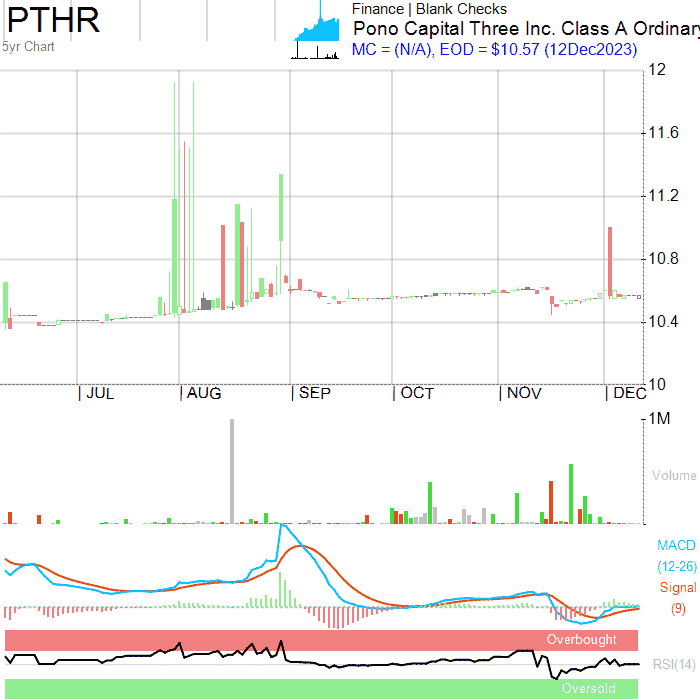 PTHR
5yr Chart
Finance | Blank Checks
Pono Capital Three Inc. Class A Ordinary
MC = (N/A), EOD = $10.57 (12Dec2023)
12
11.6
11.2
10.8
10.4
10
JUL AUG SEP OCT NOV DEC
1M
Volume
MACD
(12-26)
Signal
(9)
Overbought
RSI(14)
Oversold